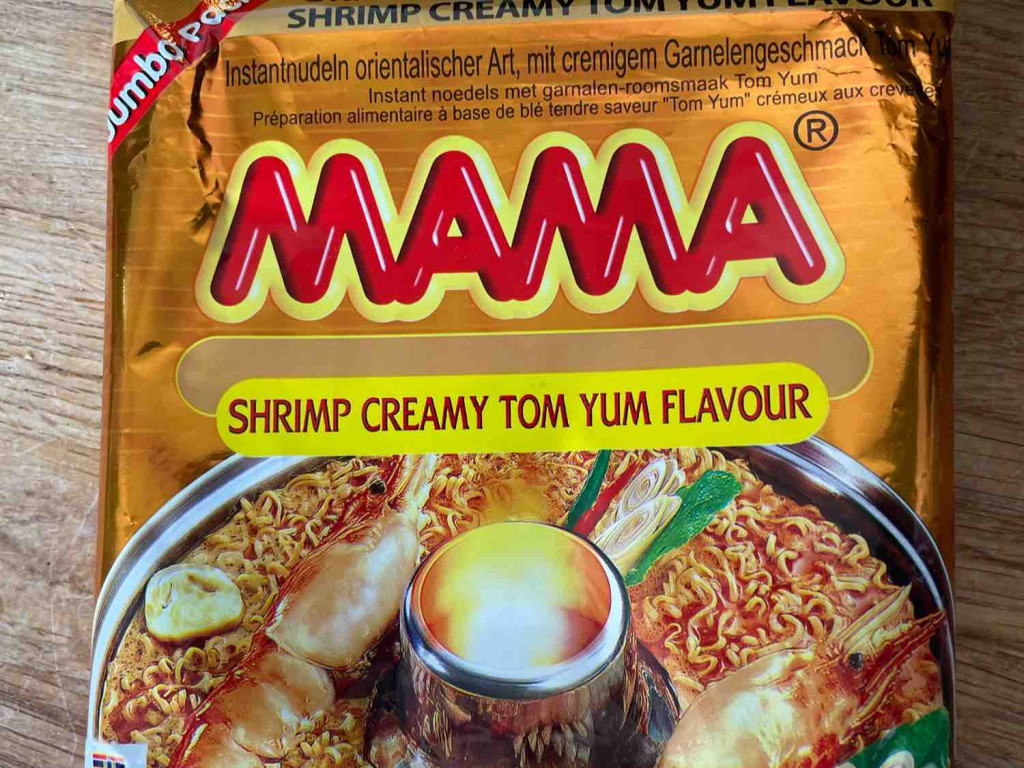 Jumbo Pack
SHRIMP CREAMY TOM YUM FLAVOUR
Instantnudeln orientalischer Art, mit cremigem Garnelengeschmack Tom
Instant noedels met garnalen-roomsmaak Tom Yum
Préparation alimentaire à base de blé tendre saveur "Tom Yum" crémeux aux crevettes
MAMA®
SHRIMP CREAMY TOM YUM FLAVOUR